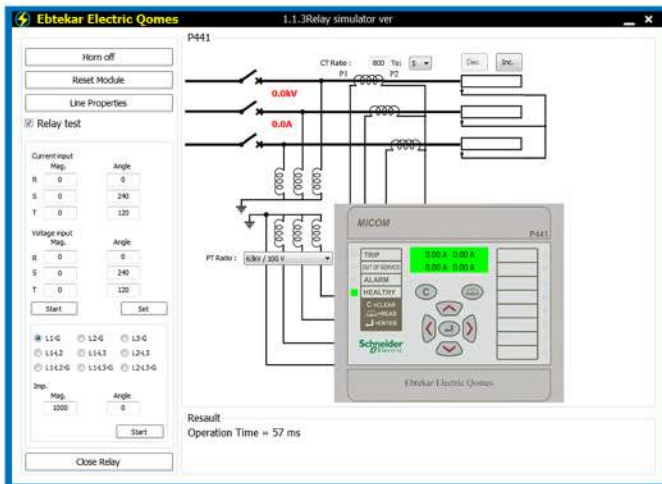 Ebtekar Electric Qomes
1.1.3Relay simulator ver
Horn off
Reset Module
Line Properties
Relay test
Current input
Mag. Angle
R 0 0
S 0 240
T 0 120
Voltage input
Mag. Angle
R 0 0
S 0 240
T 0 120
Start Set
L1-G L2-G L3-G
L1-L2 L1-L3 L2-L3
L1-L2-G L1-L3-G L2-L3-G
Imp.
Mag. Angle
1000 0
Start
Close Relay
P441
CT Ratio : 800 To: 5 Dec Inc.
P1 P2
0.0kV
0.0A
PT Ratio : 63kV / 100 V
MiCOM
P441
TRIP
OUT OF SERVICE
ALARM
HEALTHY
0.00 A 0.00 A
0.00 A 0.00 A
C =CLEAR
=READ
=ENTER
C
Schneider
Electric
Ebtekar Electric Qomes
Resault
Operation Time = 57 ms